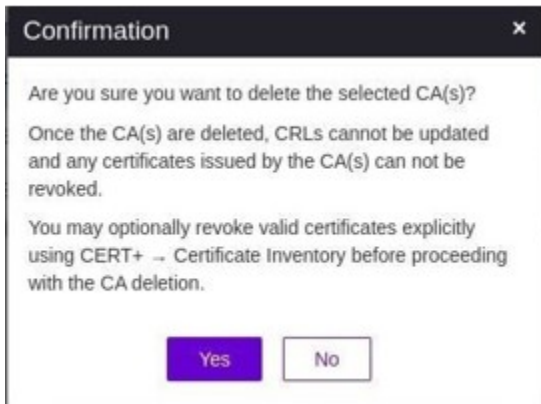 Confirmation ×
Are you sure you want to delete the selected CA(s)?
Once the CA(s) are deleted, CRLs cannot be updated
and any certificates issued by the CA(s) can not be
revoked.
You may optionally revoke valid certificates explicitly
using CERT+ → Certificate Inventory before proceeding
with the CA deletion.
Yes No